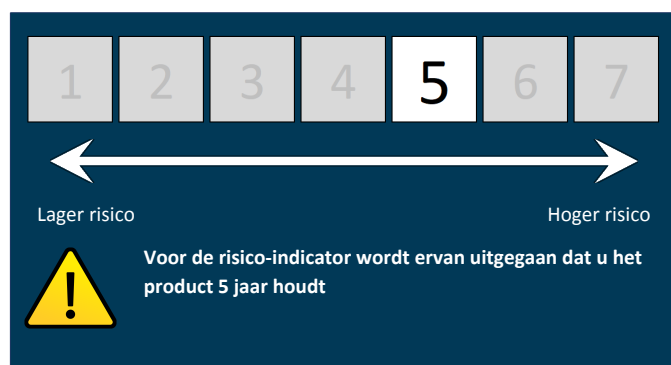 1 2 3 4 5 6 7
Lager risico Hoger risico
!
Voor de risico-indicator wordt ervan uitgegaan dat u het
product 5 jaar houdt